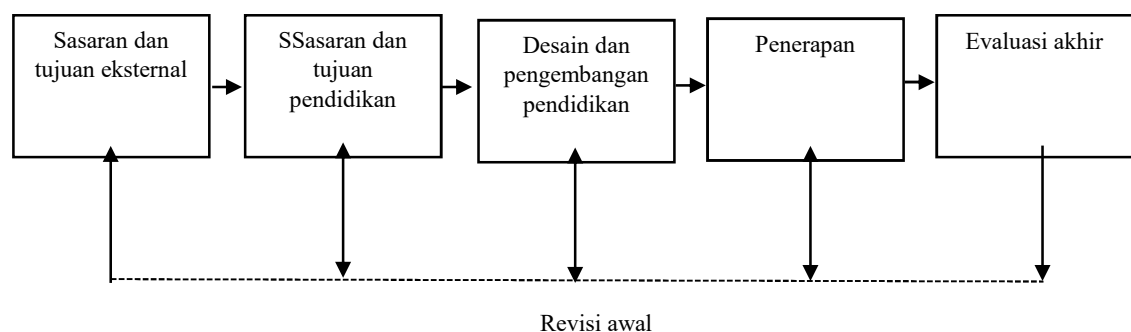 Sasaran dan
tujuan eksternal
SSasaran dan
tujuan
pendidikan
Desain dan
pengembangan
pendidikan
Penerapan
Evaluasi akhir
Revisi awal